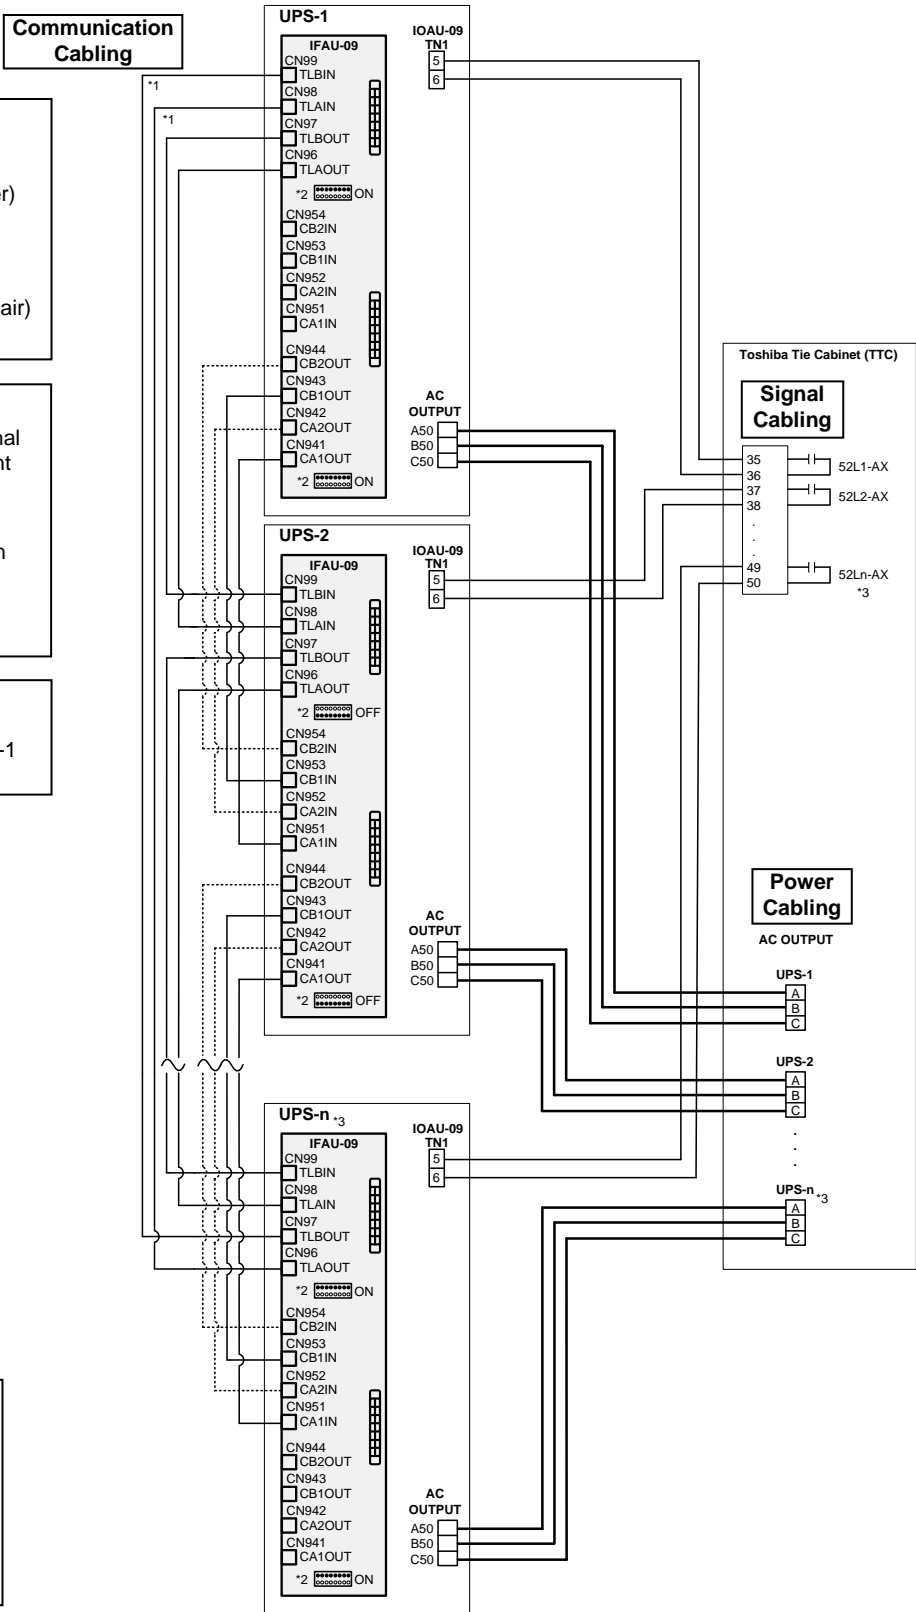 Communication
Cabling
r)
air)
nal
nt
n
-1
UPS-1
IFAU-09
CN99
TLBIN
*1
CN98
TLAIN
*1
CN97
TLBOUT
CN96
TLAOUT
*2 ON
CN954
CB2IN
CN953
CB1IN
CN952
CA2IN
CN951
CA1IN
CN944
CB2OUT
CN943
CB1OUT
CN942
CA2OUT
CN941
CA1OUT
*2 ON
IOAU-09
TN1
5
6
AC
OUTPUT
A50
B50
C50
UPS-2
IFAU-09
CN99
TLBIN
CN98
TLAIN
CN97
TLBOUT
CN96
TLAOUT
*2 OFF
CN954
CB2IN
CN953
CB1IN
CN952
CA2IN
CN951
CA1IN
CN944
CB2OUT
CN943
CB1OUT
CN942
CA2OUT
CN941
CA1OUT
*2 OFF
IOAU-09
TN1
5
6
AC
OUTPUT
A50
B50
C50
UPS-n *3
IFAU-09
CN99
TLBIN
CN98
TLAIN
CN97
TLBOUT
CN96
TLAOUT
*2 ON
CN954
CB2IN
CN953
CB1IN
CN952
CA2IN
CN951
CA1IN
CN944
CB2OUT
CN943
CB1OUT
CN942
CA2OUT
CN941
CA1OUT
*2 ON
IOAU-09
TN1
5
6
AC
OUTPUT
A50
B50
C50
Toshiba Tie Cabinet (TTC)
Signal
Cabling
35
36
52L1-AX
37
38
52L2-AX
.
.
.
49
50
52Ln-AX
*3
Power
Cabling
AC OUTPUT
UPS-1
A
B
C
UPS-2
A
B
C
.
.
.
UPS-n *3
A
B
C